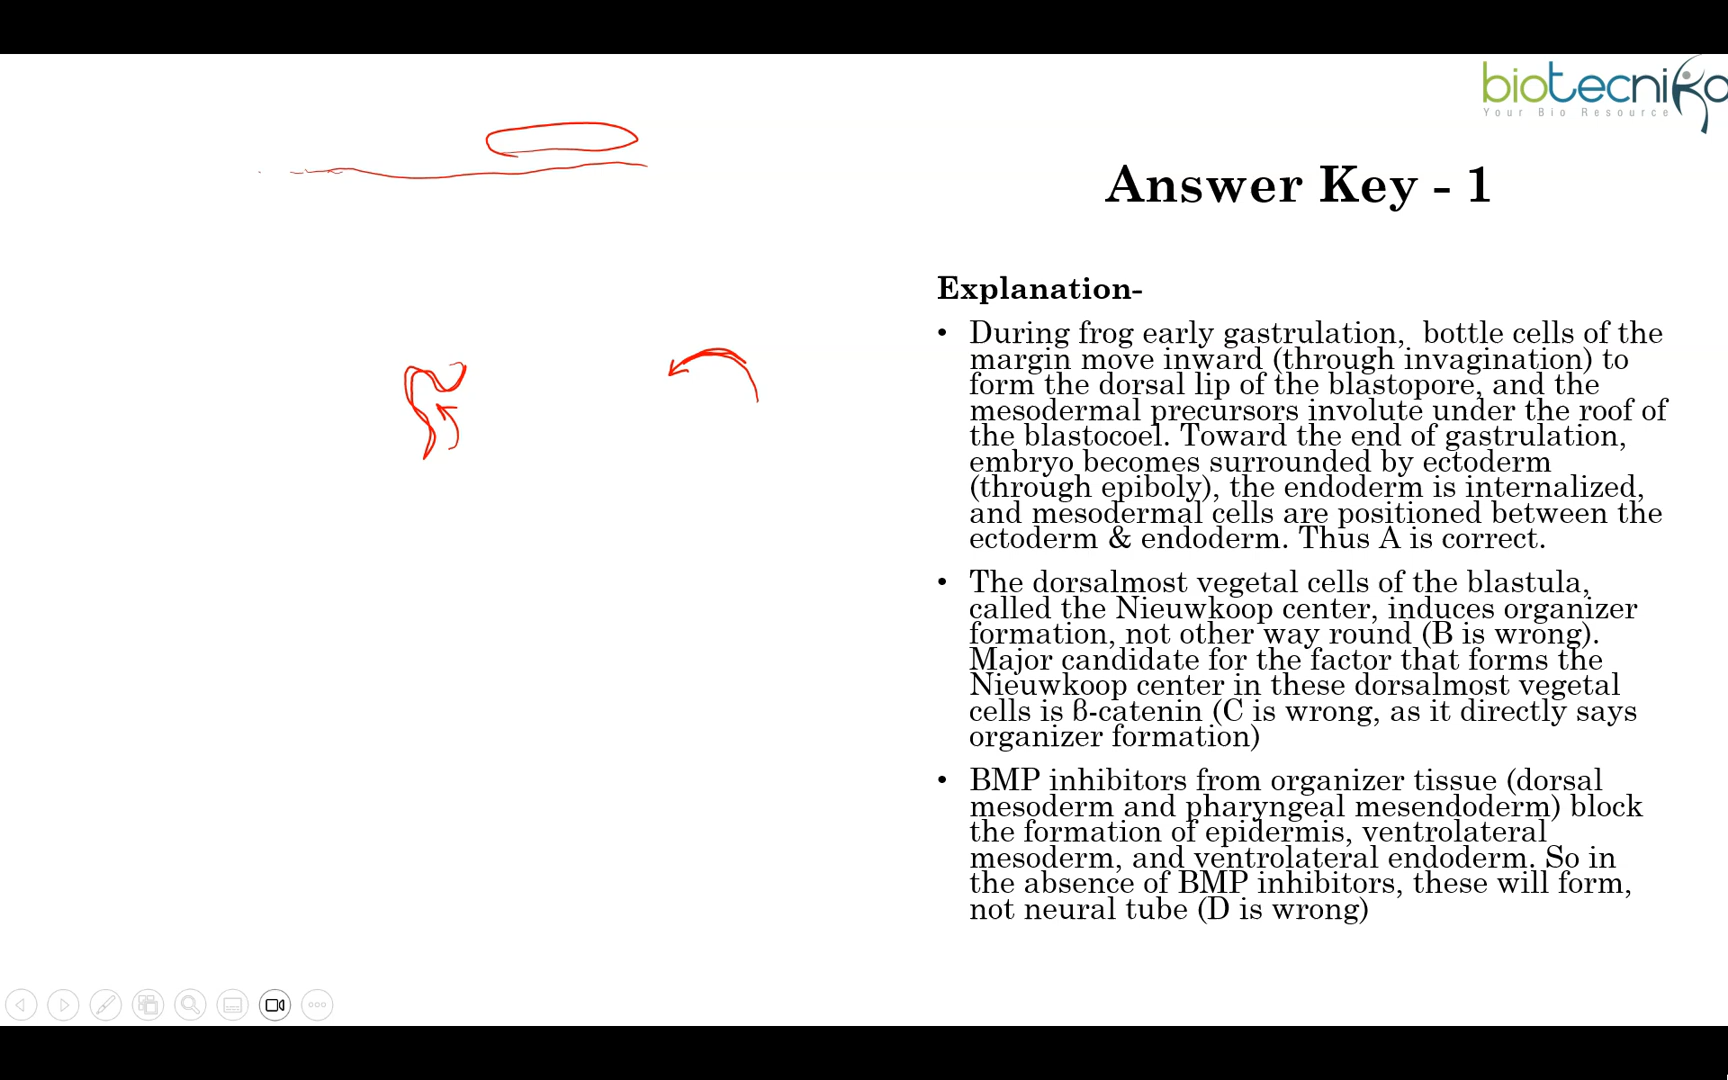 biotecnika
Your Bio Resource
Answer Key - 1
Explanation-
• During frog early gastrulation, bottle cells of the
margin move inward (through invagination) to
form the dorsal lip of the blastopore, and the
mesodermal precursors involute under the roof of
the blastocoel. Toward the end of gastrulation,
embryo becomes surrounded by ectoderm
(through epiboly), the endoderm is internalized,
and mesodermal cells are positioned between the
ectoderm & endoderm. Thus A is correct.
• The dorsalmost vegetal cells of the blastula,
called the Nieuwkoop center, induces organizer
formation, not other way round (B is wrong).
Major candidate for the factor that forms the
Nieuwkoop center in these dorsalmost vegetal
cells is β-catenin (C is wrong, as it directly says
organizer formation)
• BMP inhibitors from organizer tissue (dorsal
mesoderm and pharyngeal mesendoderm) block
the formation of epidermis, ventrolateral
mesoderm, and ventrolateral endoderm. So in
the absence of BMP inhibitors, these will form,
not neural tube (D is wrong)